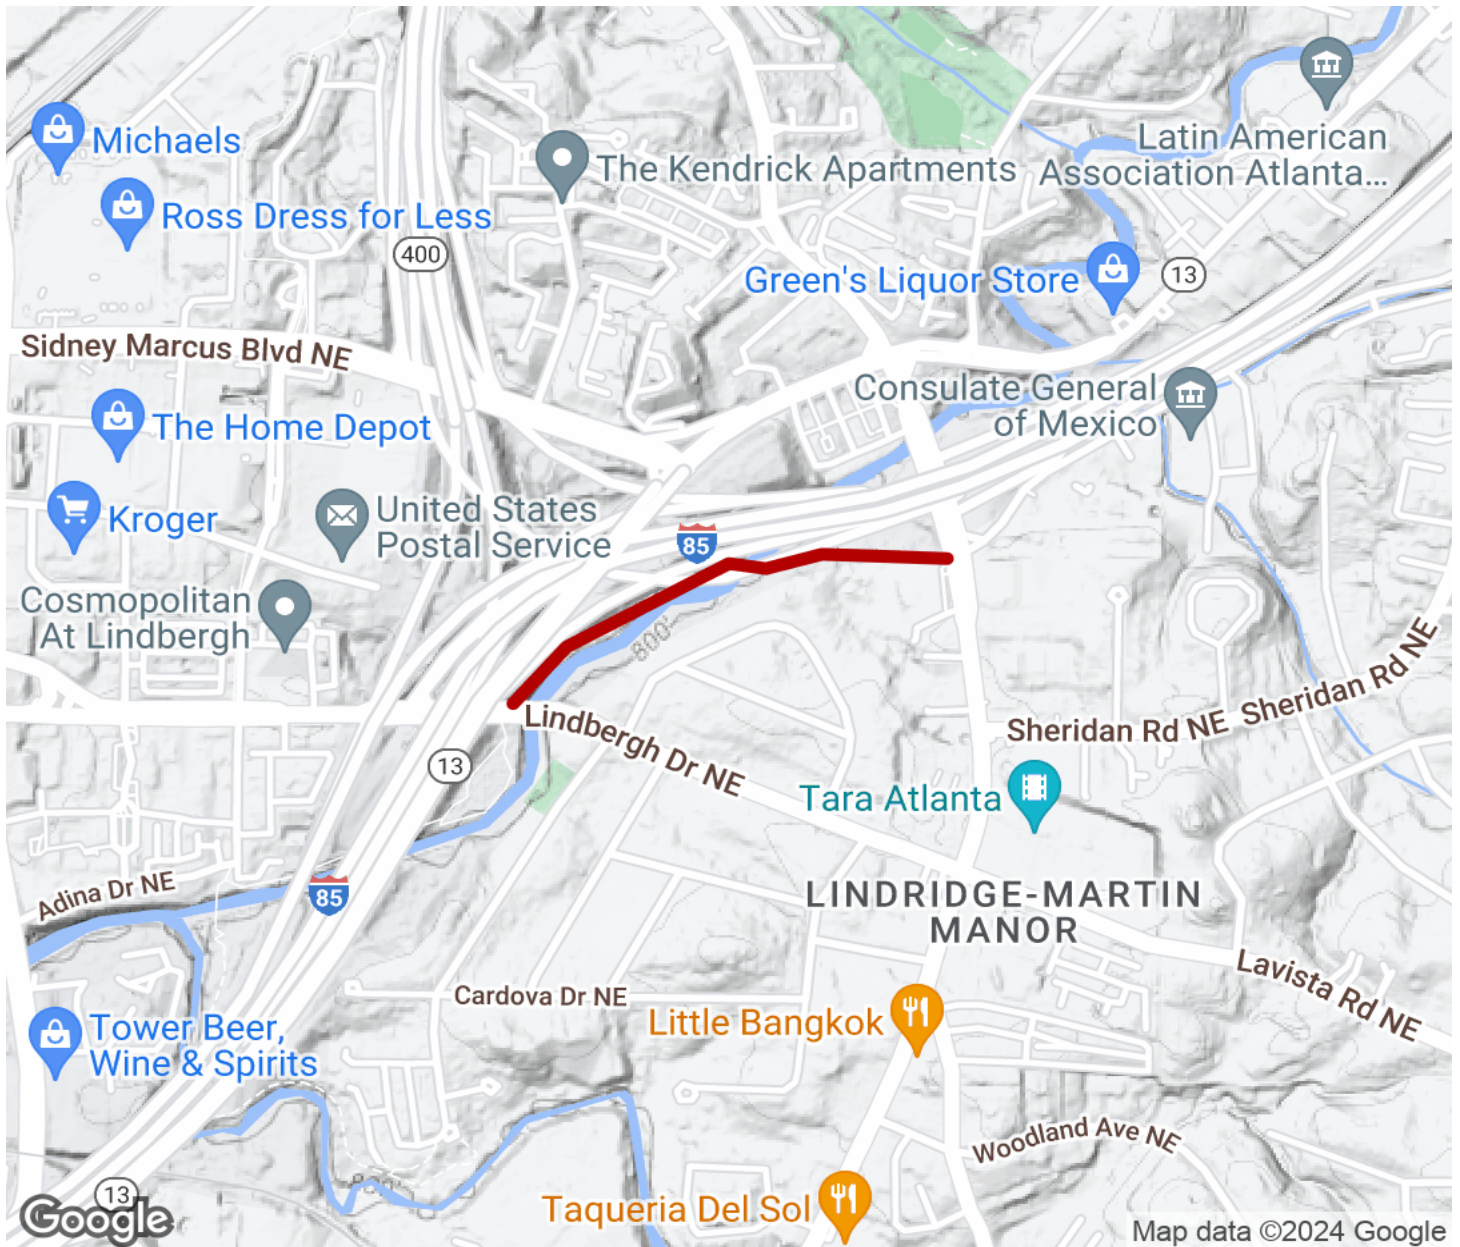 Michaels
The Kendrick Apartments
Latin American
Association Atlanta...
Ross Dress for Less
400
Green's Liquor Store
13
Sidney Marcus Blvd NE
Consulate General
of Mexico
The Home Depot
Kroger
United States
Postal Service
85
Cosmopolitan
At Lindbergh
800'
Lindbergh Dr NE
Sheridan Rd NE
Sheridan Rd NE
13
Tara Atlanta
Adina Dr NE
85
LINDRIDGE-MARTIN
MANOR
Lavista Rd NE
Cardova Dr NE
Little Bangkok
Tower Beer,
Wine & Spirits
Woodland Ave NE
13
Taqueria Del Sol
Google
Map data ©2024 Google